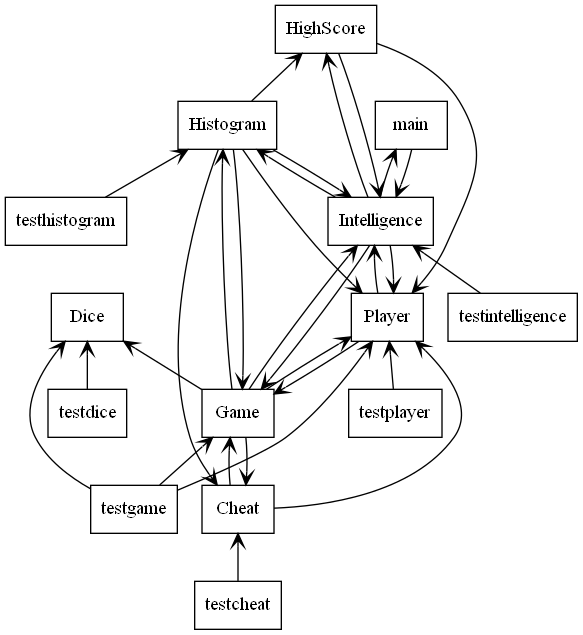 HighScore
Histogram
main
testhistogram
Intelligence
Dice
Player
testintelligence
testdice
Game
testplayer
testgame
Cheat
testcheat